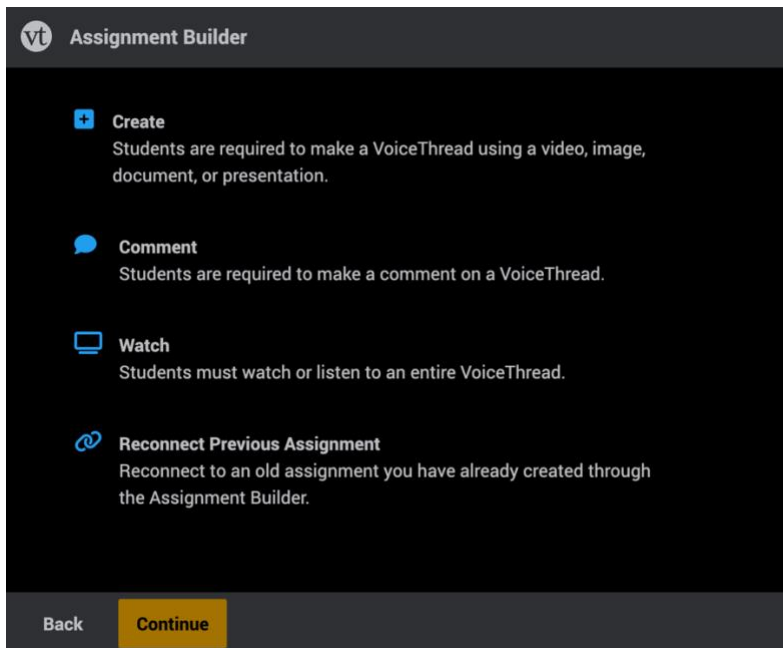 vt Assignment Builder
Create
Students are required to make a VoiceThread using a video, image,
document, or presentation.
Comment
Students are required to make a comment on a VoiceThread.
Watch
Students must watch or listen to an entire VoiceThread.
Reconnect Previous Assignment
Reconnect to an old assignment you have already created through
the Assignment Builder.
Back Continue